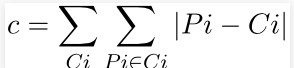 c = ∑_{Ci} ∑_{Pi∈Ci} |Pi − Ci|